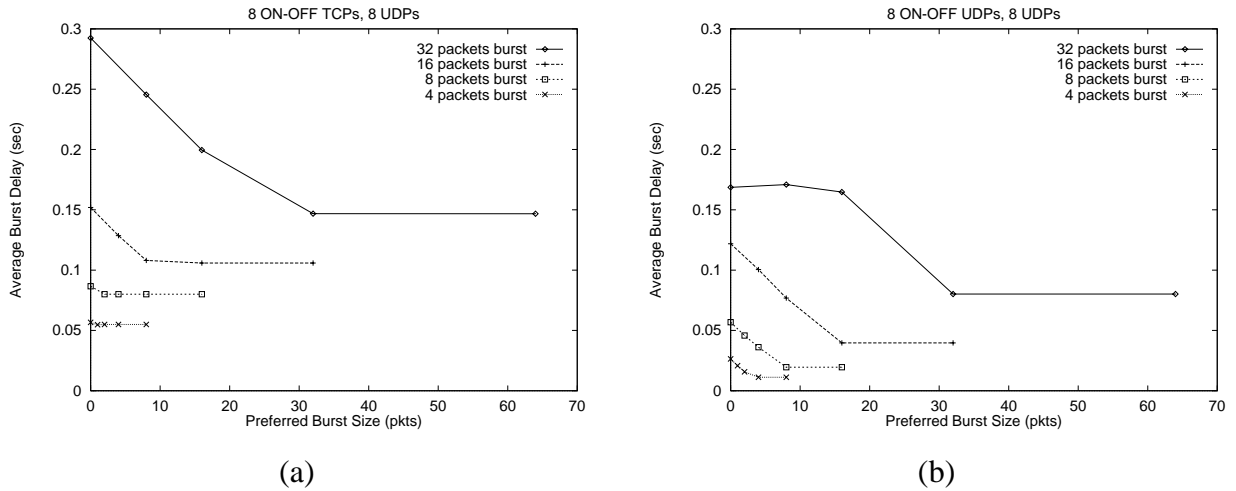 8 ON-OFF TCPs, 8 UDPs
0.3
0.25
0.2
0.15
0.1
0.05
0
0 10 20 30 40 50 60 70
Average Burst Delay (sec)
Preferred Burst Size (pkts)
32 packets burst
16 packets burst
8 packets burst
4 packets burst
(a)
8 ON-OFF UDPs, 8 UDPs
0.3
0.25
0.2
0.15
0.1
0.05
0
0 10 20 30 40 50 60 70
Average Burst Delay (sec)
Preferred Burst Size (pkts)
32 packets burst
16 packets burst
8 packets burst
4 packets burst
(b)